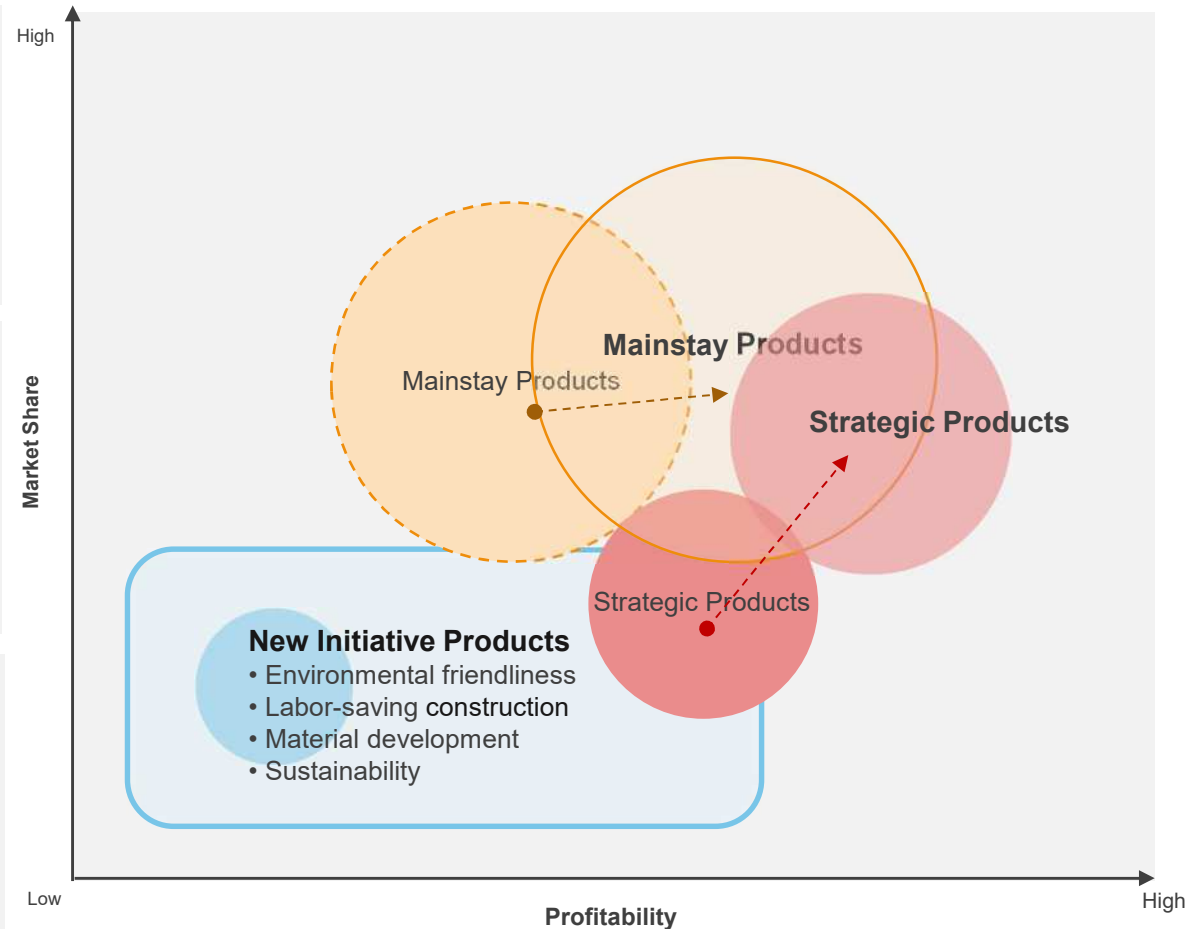 High
Market Share
Mainstay Products
Mainstay Products
Strategic Products
Strategic Products
New Initiative Products
• Environmental friendliness
• Labor-saving construction
• Material development
• Sustainability
Low
High
Profitability